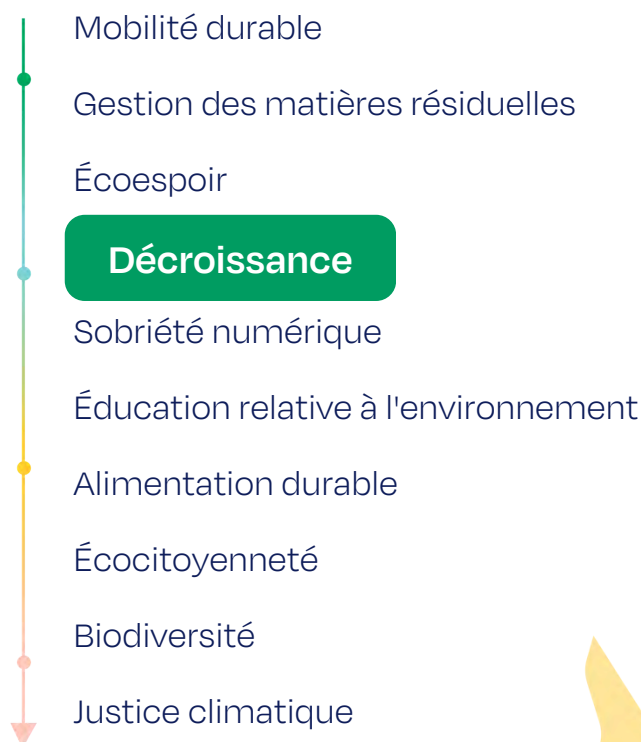 Mobilité durable
Gestion des matières résiduelles
Écoespoir
Décroissance
Sobriété numérique
Éducation relative à l'environnement
Alimentation durable
Écocitoyenneté
Biodiversité
Justice climatique